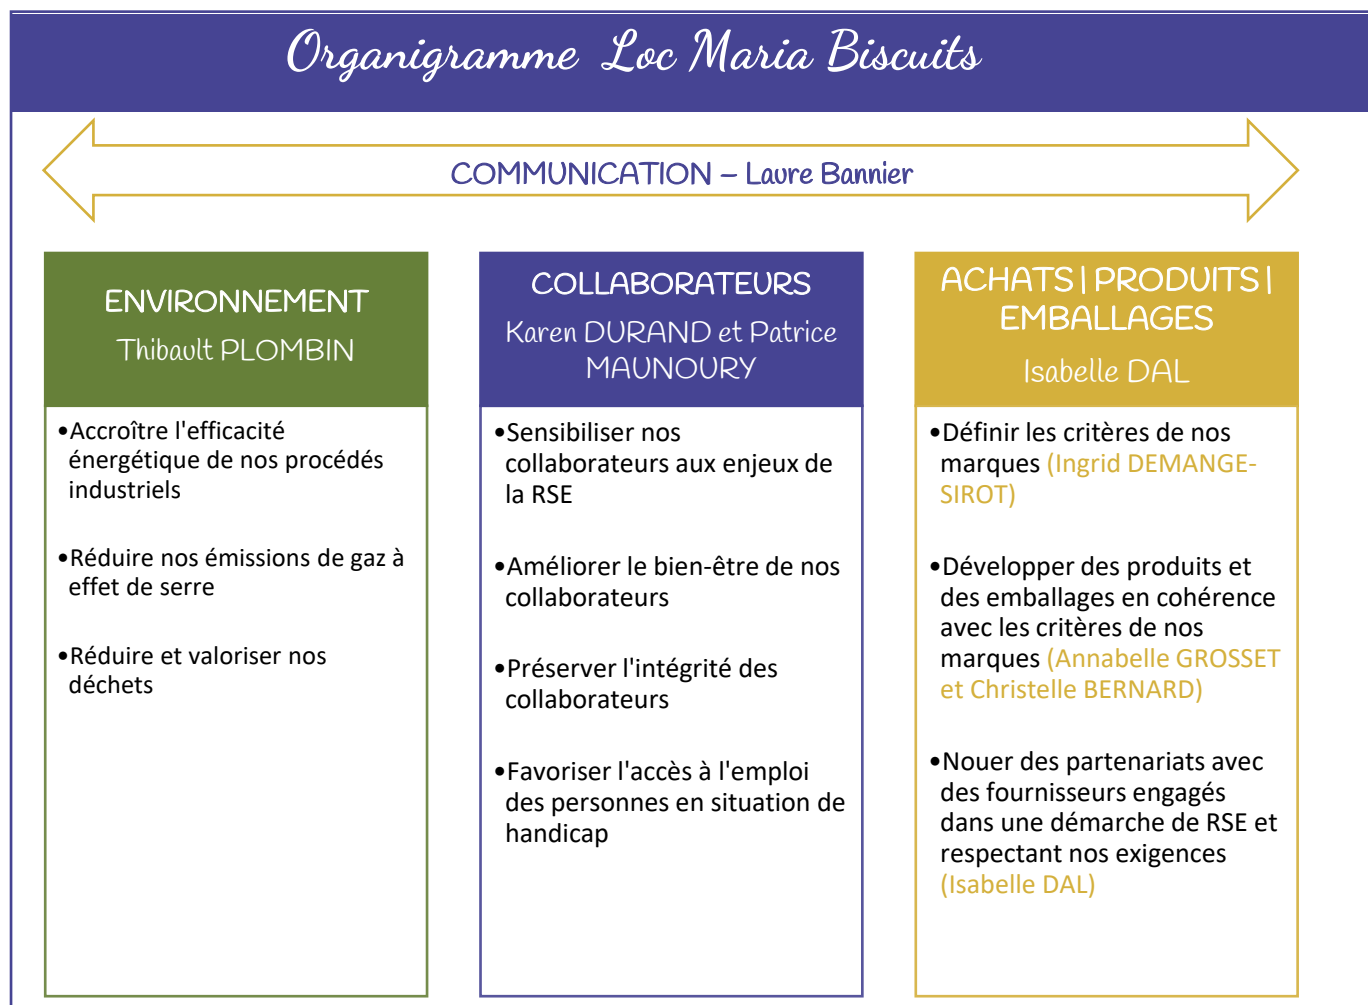 Organigramme Loc Maria Biscuits
COMMUNICATION – Laure Bannier
ENVIRONNEMENT
Thibault PLOMBIN
•Accroître l'efficacité
énergétique de nos procédés
industriels
•Réduire nos émissions de gaz à
effet de serre
•Réduire et valoriser nos
déchets
COLLABORATEURS
Karen DURAND et Patrice
MAUNOURY
•Sensibiliser nos
collaborateurs aux enjeux de
la RSE
•Améliorer le bien-être de nos
collaborateurs
•Préserver l'intégrité des
collaborateurs
•Favoriser l'accès à l'emploi
des personnes en situation de
handicap
ACHATS | PRODUITS |
EMBALLAGES
Isabelle DAL
•Définir les critères de nos
marques (Ingrid DEMANGE-
SIROT)
•Développer des produits et
des emballages en cohérence
avec les critères de nos
marques (Annabelle GROSSET
et Christelle BERNARD)
•Nouer des partenariats avec
des fournisseurs engagés
dans une démarche de RSE et
respectant nos exigences
(Isabelle DAL)